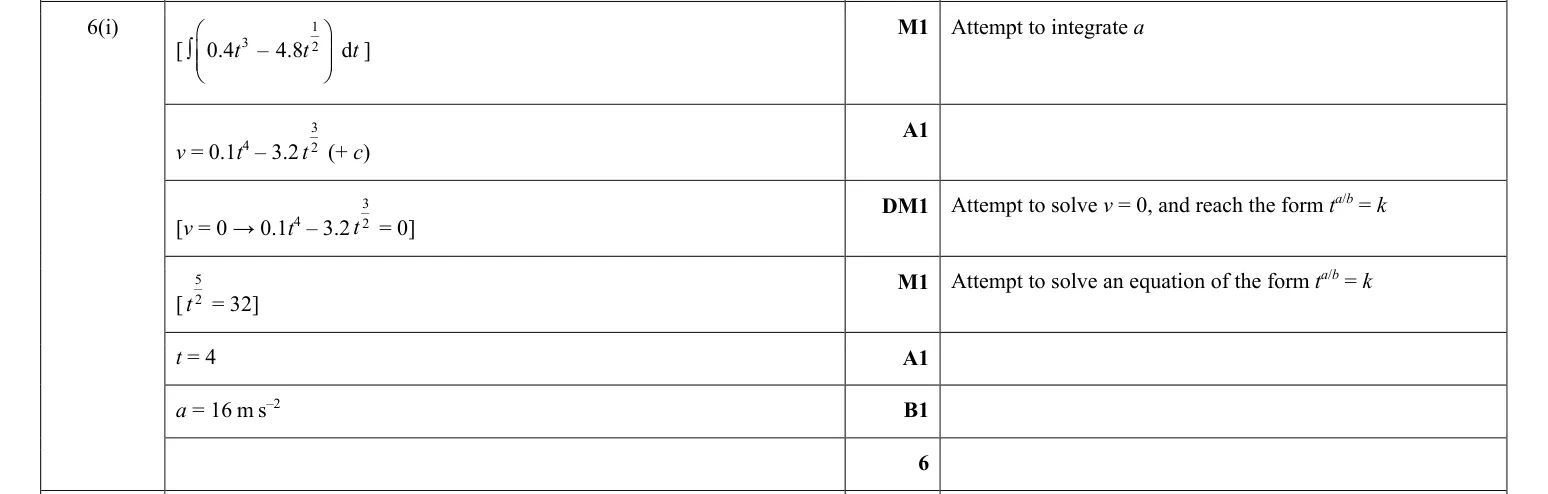 6(i) [ ∫(0.4t³ – 4.8t^(1/2)) dt ] M1 Attempt to integrate a
v = 0.1t⁴ – 3.2t^(3/2) (+ c) A1
[v = 0 → 0.1t⁴ – 3.2t^(3/2) = 0] DM1 Attempt to solve v = 0, and reach the form t^(a/b) = k
[t^(5/2) = 32] M1 Attempt to solve an equation of the form t^(a/b) = k
t = 4 A1
a = 16 m s⁻² B1
6